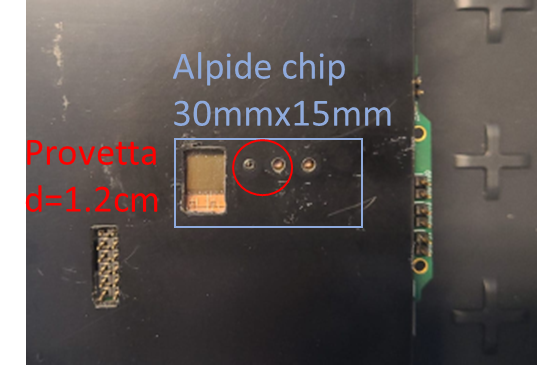 Alpide chip
30mmx15mm
Provetta
d=1.2cm